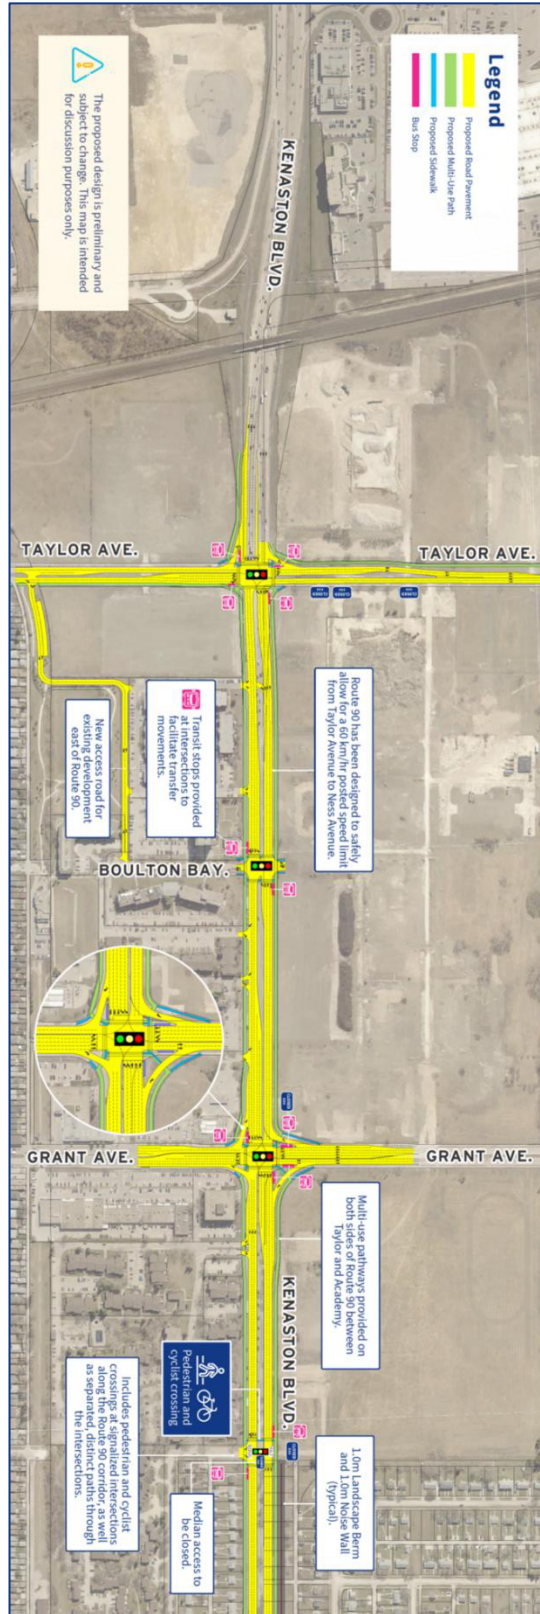 Legend
Proposed Road Pavement
Proposed Multi-Use Path
Proposed Sidewalk
Bus Stop
The proposed design is preliminary and
subject to change. This map is intended
for discussion purposes only.
KENASTON BLVD.
TAYLOR AVE.
TAYLOR AVE.
CLOSED
CLOSED
CLOSED
Route 90 has been designed to safely
allow for a 60 km/hr posted speed limit
from Taylor Avenue to Ness Avenue.
Transit stops provided
at intersections to
facilitate transfer
movements.
New access road for
existing development
east of Route 90.
BOULTON BAY.
CLOSED
GRANT AVE.
GRANT AVE.
Multi-use pathways provided on
both sides of Route 90 between
Taylor and Academy.
KENASTON BLVD.
Pedestrian and
cyclist crossing
1.0m Landscape Berm
and 1.0m Noise Wall
(typical).
Includes pedestrian and cyclist
crossings at signalized intersections
along the Route 90 corridor, as well
as separated, distinct paths through
the intersections.
Median access to
be closed.